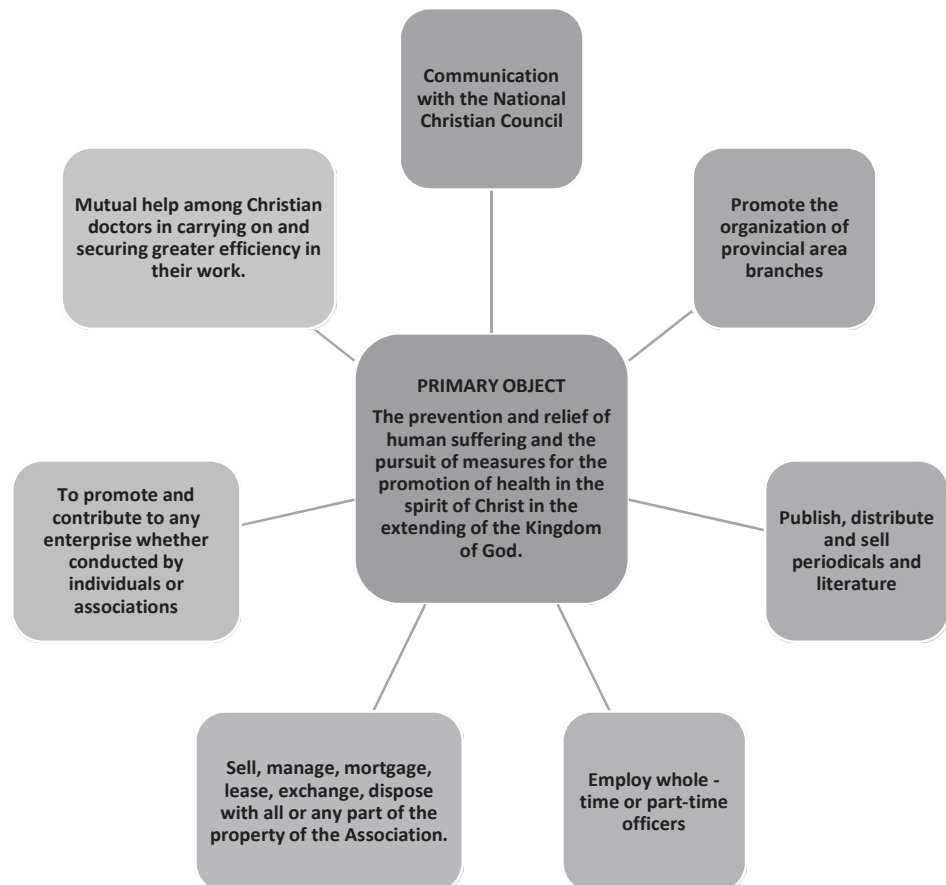 Communication
with the National
Christian Council
Mutual help among Christian
doctors in carrying on and
securing greater efficiency in
their work.
Promote the
organization of
provincial area
branches
PRIMARY OBJECT
The prevention and relief of
human suffering and the
pursuit of measures for the
promotion of health in the
spirit of Christ in the
extending of the Kingdom
of God.
To promote and
contribute to any
enterprise whether
conducted by
individuals or
associations
Publish, distribute
and sell
periodicals and
literature
Sell, manage, mortgage,
lease, exchange, dispose
with all or any part of the
property of the Association.
Employ whole -
time or part-time
officers